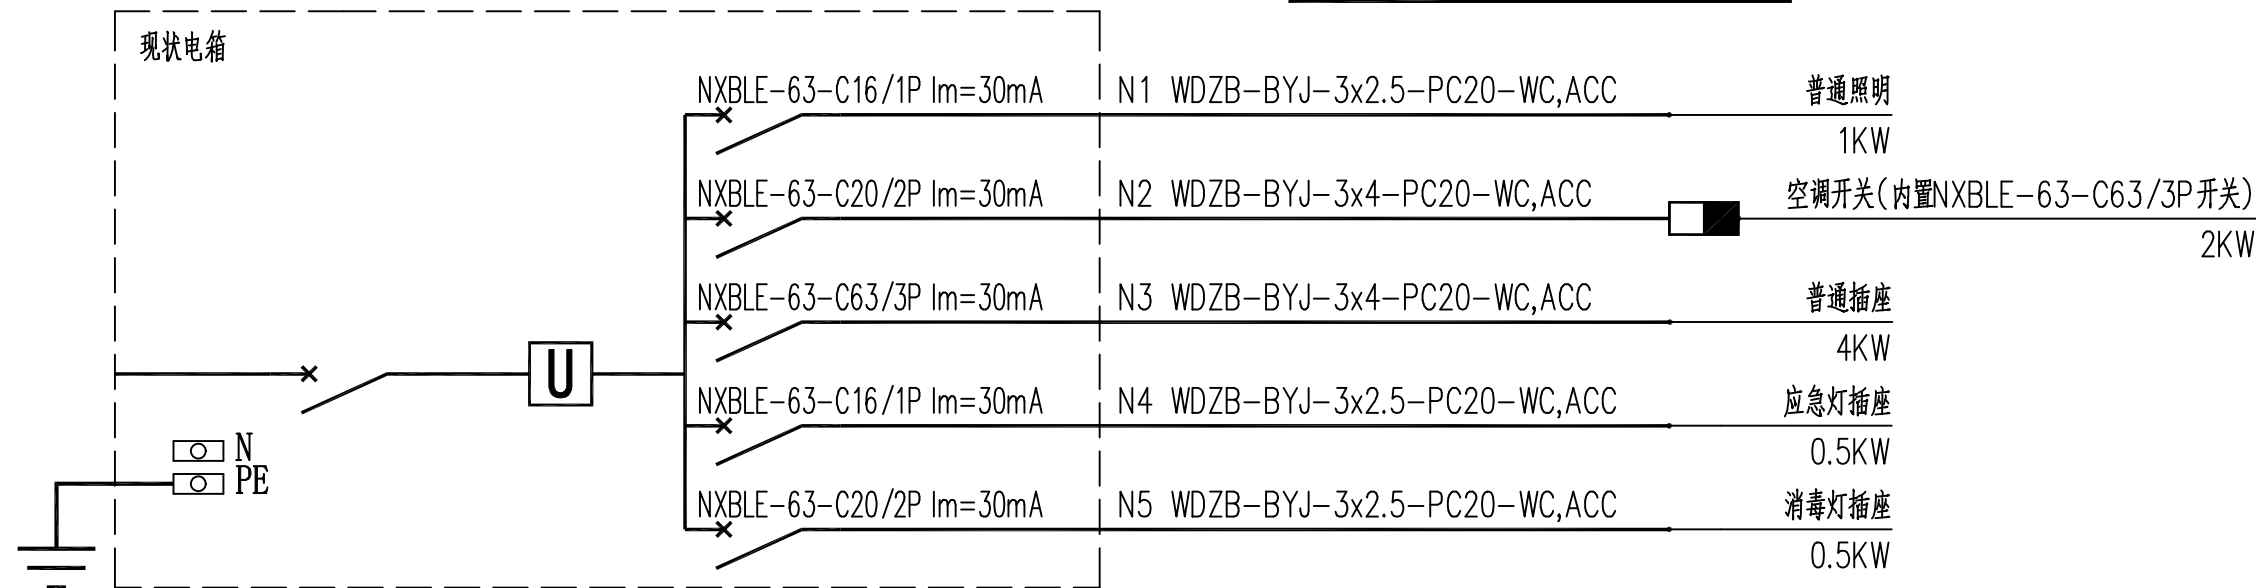 现状电箱
NXBLE-63-C16/1P Im=30mA N1 WDZB-BYJ-3x2.5-PC20-WC,ACC 普通照明
1KW
NXBLE-63-C20/2P Im=30mA N2 WDZB-BYJ-3x4-PC20-WC,ACC 空调开关(内置NXBLE-63-C63/3P开关)
2KW
NXBLE-63-C63/3P Im=30mA N3 WDZB-BYJ-3x4-PC20-WC,ACC 普通插座
4KW
U
NXBLE-63-C16/1P Im=30mA N4 WDZB-BYJ-3x2.5-PC20-WC,ACC 应急灯插座
0.5KW
N
PE
NXBLE-63-C20/2P Im=30mA N5 WDZB-BYJ-3x2.5-PC20-WC,ACC 消毒灯插座
0.5KW